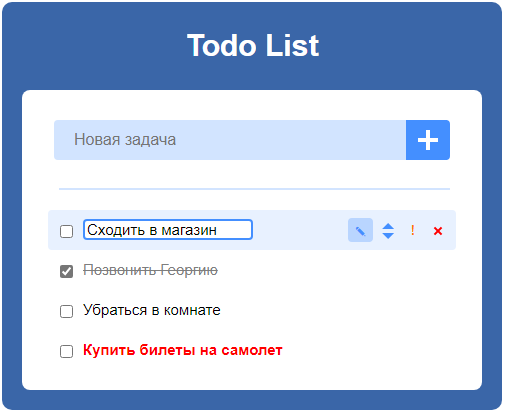 Todo List
Новая задача
Сходить в магазин !
Позвонить Георгию
Убраться в комнате
Купить билеты на самолет